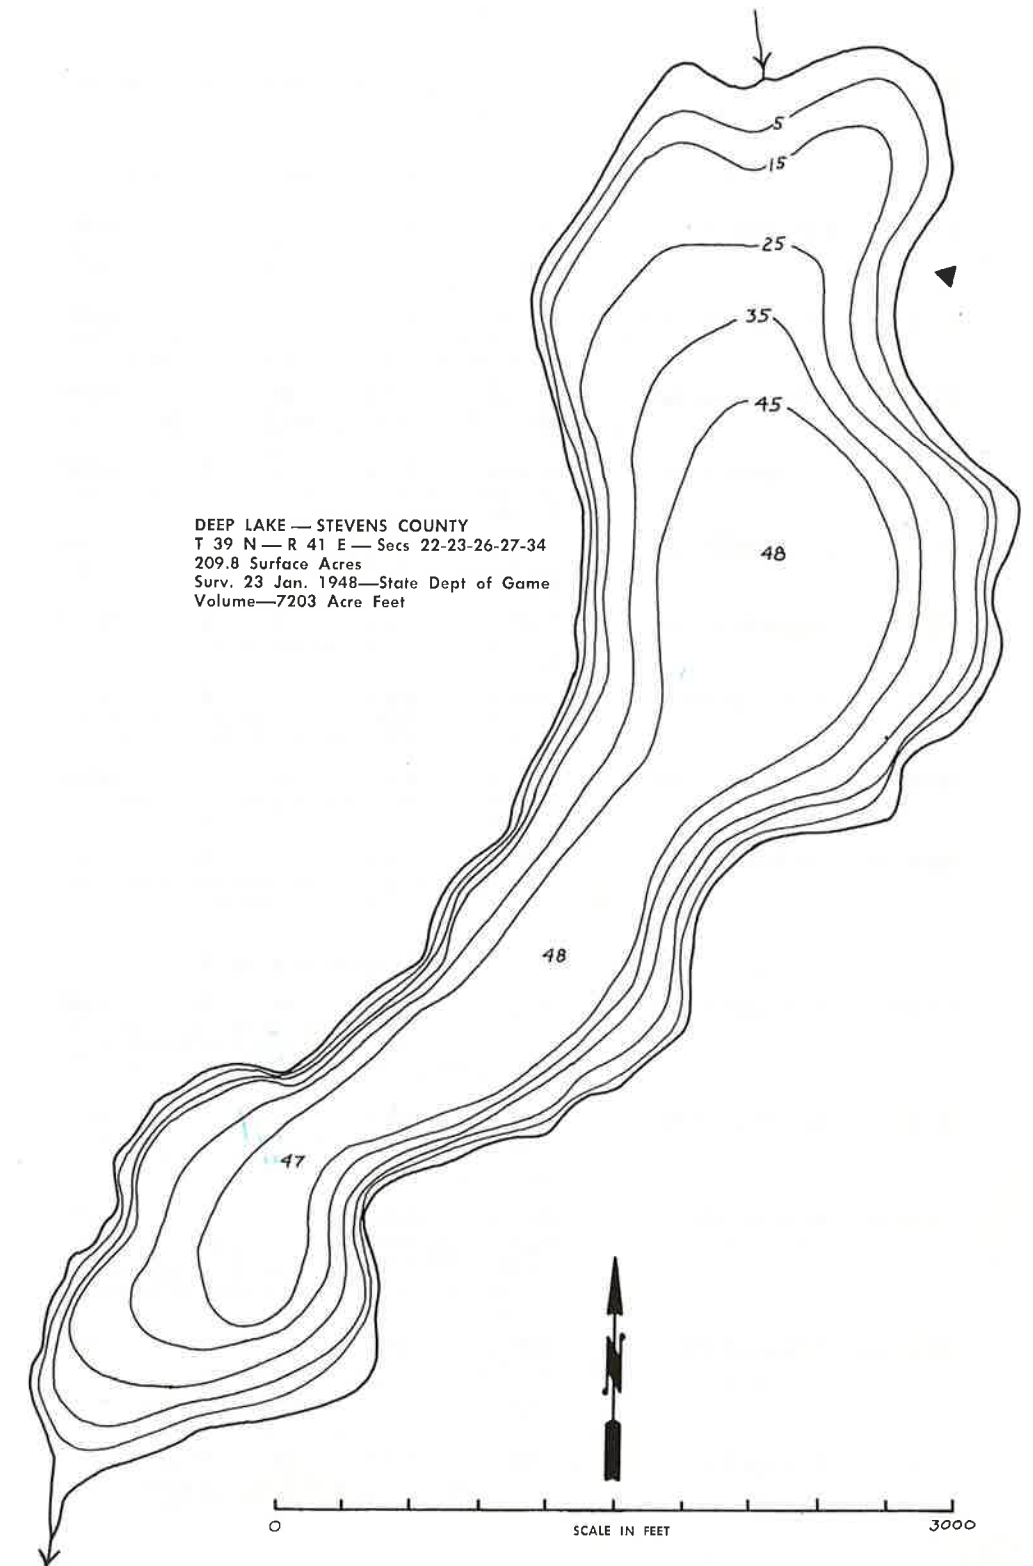 5
15
25
35
45
DEEP LAKE — STEVENS COUNTY
T 39 N — R 41 E — Secs 22-23-26-27-34
209.8 Surface Acres
Surv. 23 Jan. 1948—State Dept of Game
Volume—7203 Acre Feet
48
48
47
N
0
SCALE IN FEET
3000